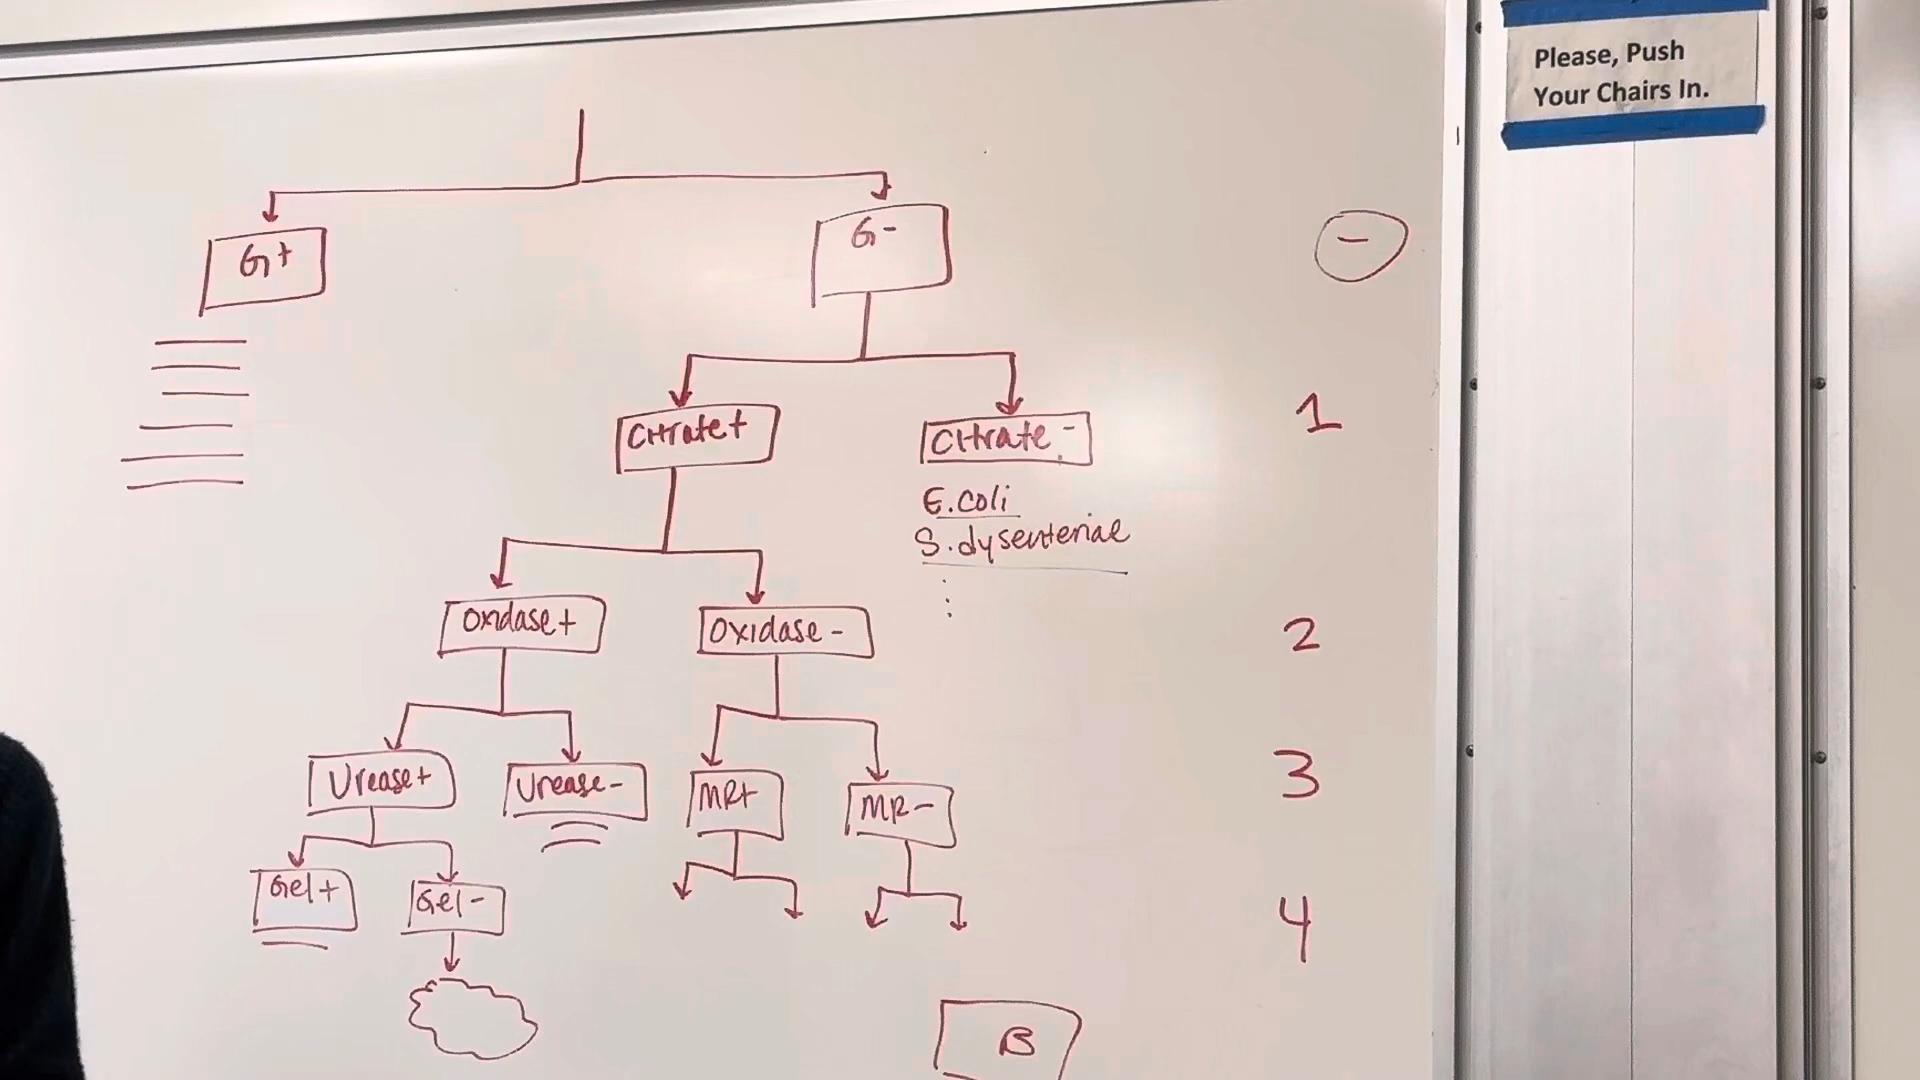 Please, Push
Your Chairs In.
G+
G-
-
Citrate+
Citrate -
1
E.coli
S.dysenteriae
Oxidase+
Oxidase -
2
Urease+
Urease -
MR+
MR-
3
Gel+
Gel-
4
B